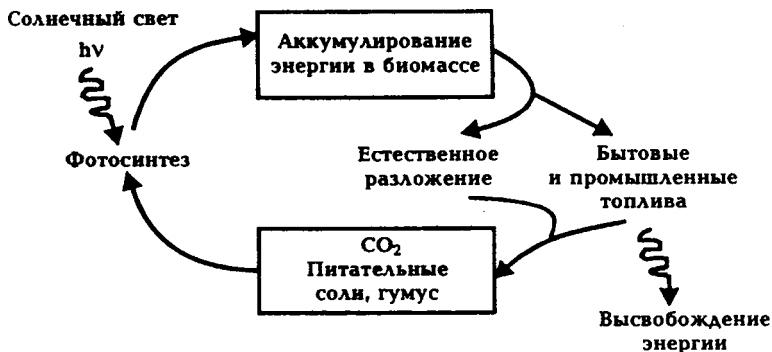 Солнечный свет
hν
Аккумулирование
энергии в биомассе
Фотосинтез
Естественное
разложение
Бытовые
и промышленные
топлива
CO₂
Питательные
соли, гумус
Высвобождение
энергии